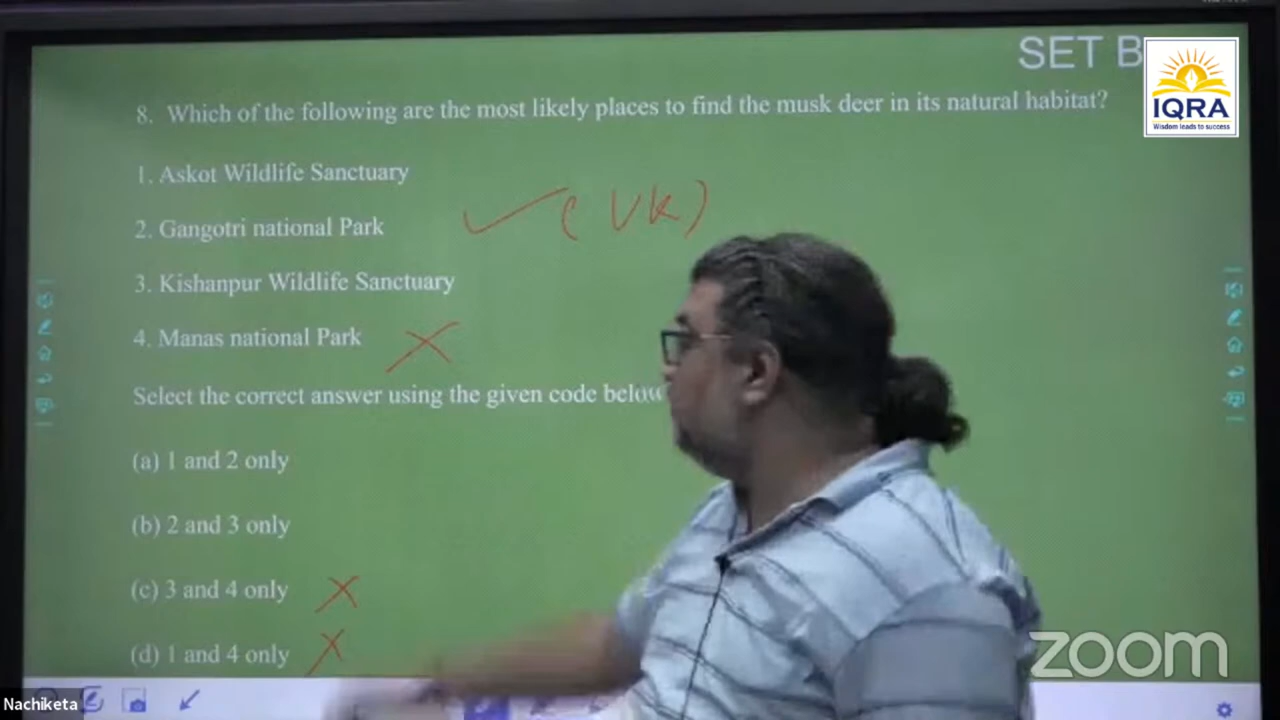 SET B
IQRA
Wisdom leads to success
8. Which of the following are the most likely places to find the musk deer in its natural habitat?
1. Askot Wildlife Sanctuary
2. Gangotri national Park
(UK)
3. Kishanpur Wildlife Sanctuary
4. Manas national Park
Select the correct answer using the given code below
(a) 1 and 2 only
(b) 2 and 3 only
(c) 3 and 4 only
(d) 1 and 4 only
zoom
Nachiketa